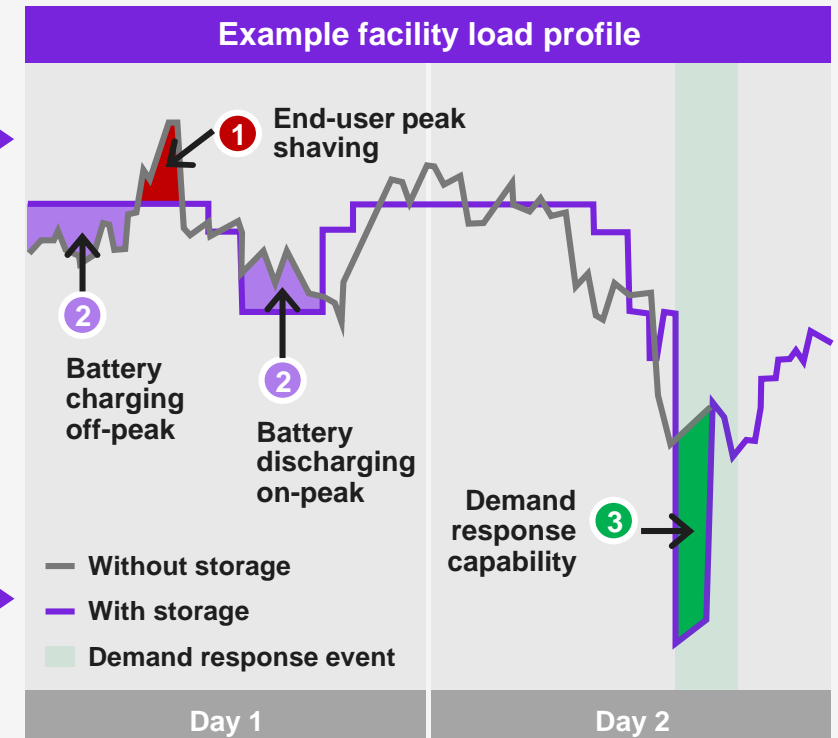 Example facility load profile
1
End-user peak
shaving
2
Battery
charging
off-peak
2
Battery
discharging
on-peak
Demand
response
capability
3
Without storage
With storage
Demand response event
Day 1
Day 2